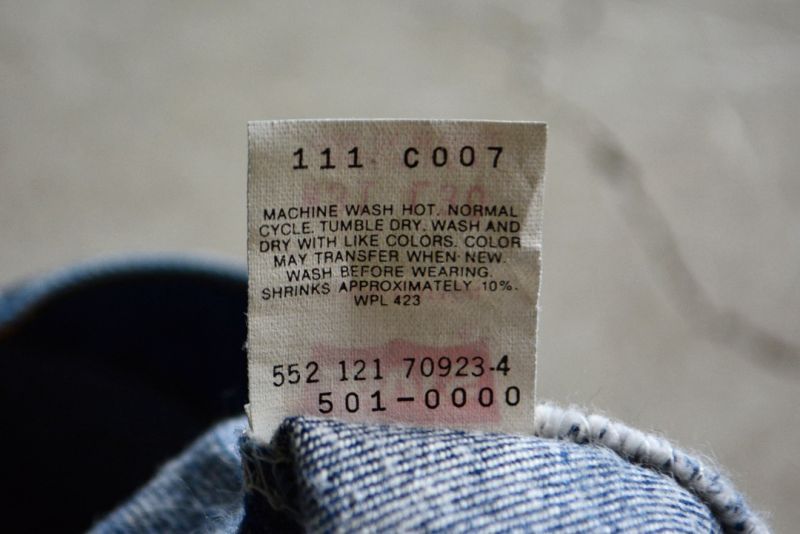 111 C007
MACHINE WASH HOT. NORMAL
CYCLE. TUMBLE DRY. WASH AND
DRY WITH LIKE COLORS. COLOR
MAY TRANSFER WHEN NEW.
WASH BEFORE WEARING.
SHRINKS APPROXIMATELY 10%.
WPL 423
552 121 70923-4
501-0000